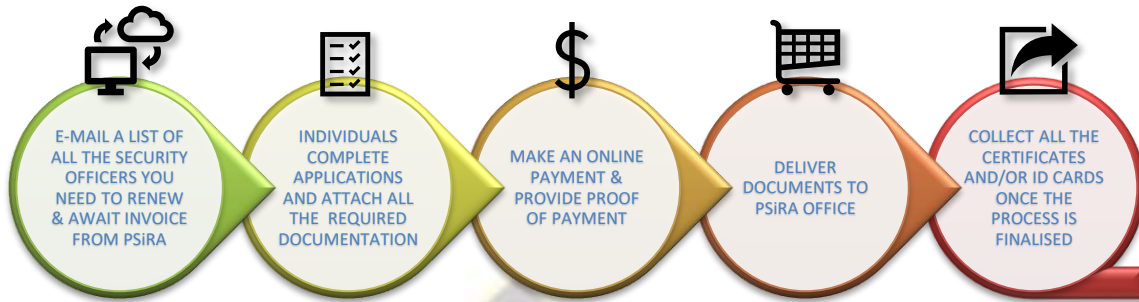 E-MAIL A LIST OF
ALL THE SECURITY
OFFICERS YOU
NEED TO RENEW
& AWAIT INVOICE
FROM PSiRA
INDIVIDUALS
COMPLETE
APPLICATIONS
AND ATTACH ALL
THE REQUIRED
DOCUMENTATION
$
MAKE AN ONLINE
PAYMENT &
PROVIDE PROOF
OF PAYMENT
DELIVER
DOCUMENTS TO
PSiRA OFFICE
COLLECT ALL THE
CERTIFICATES
AND/OR ID CARDS
ONCE THE
PROCESS IS
FINALISED